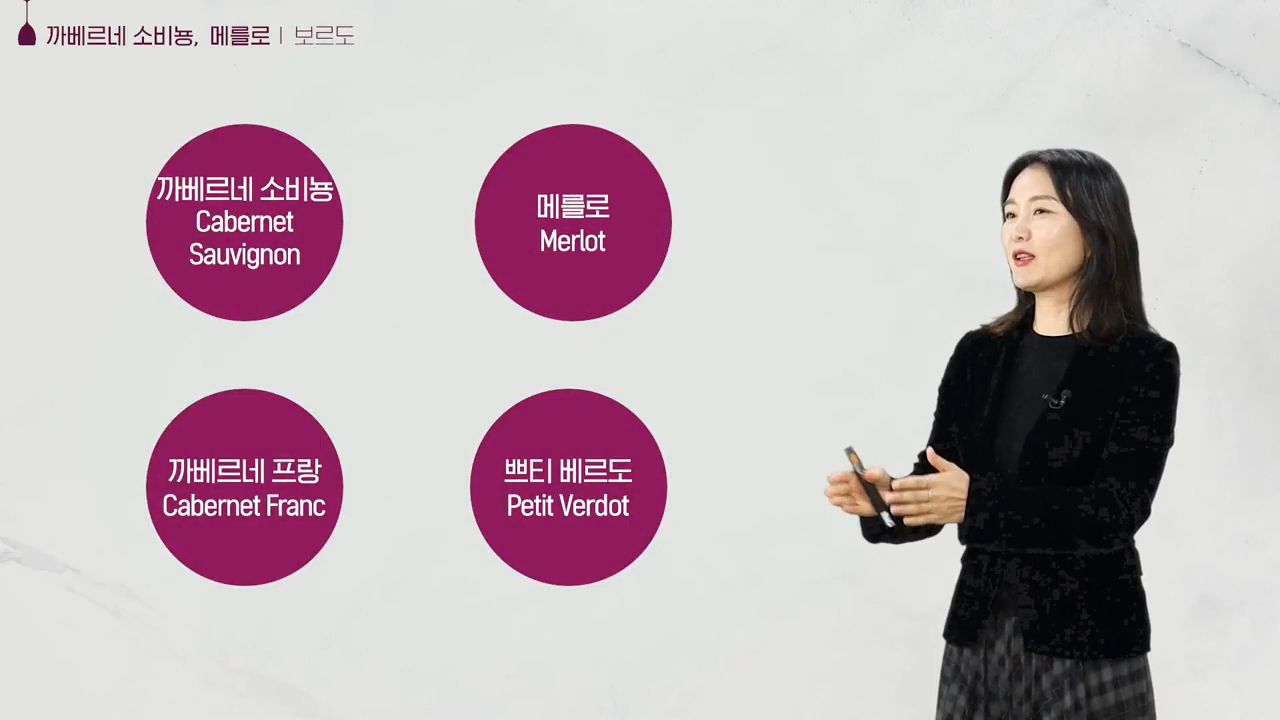 까베르네 소비뇽, 메를로 | 보르도
까베르네 소비뇽
Cabernet
Sauvignon
메를로
Merlot
까베르네 프랑
Cabernet Franc
쁘티 베르도
Petit Verdot